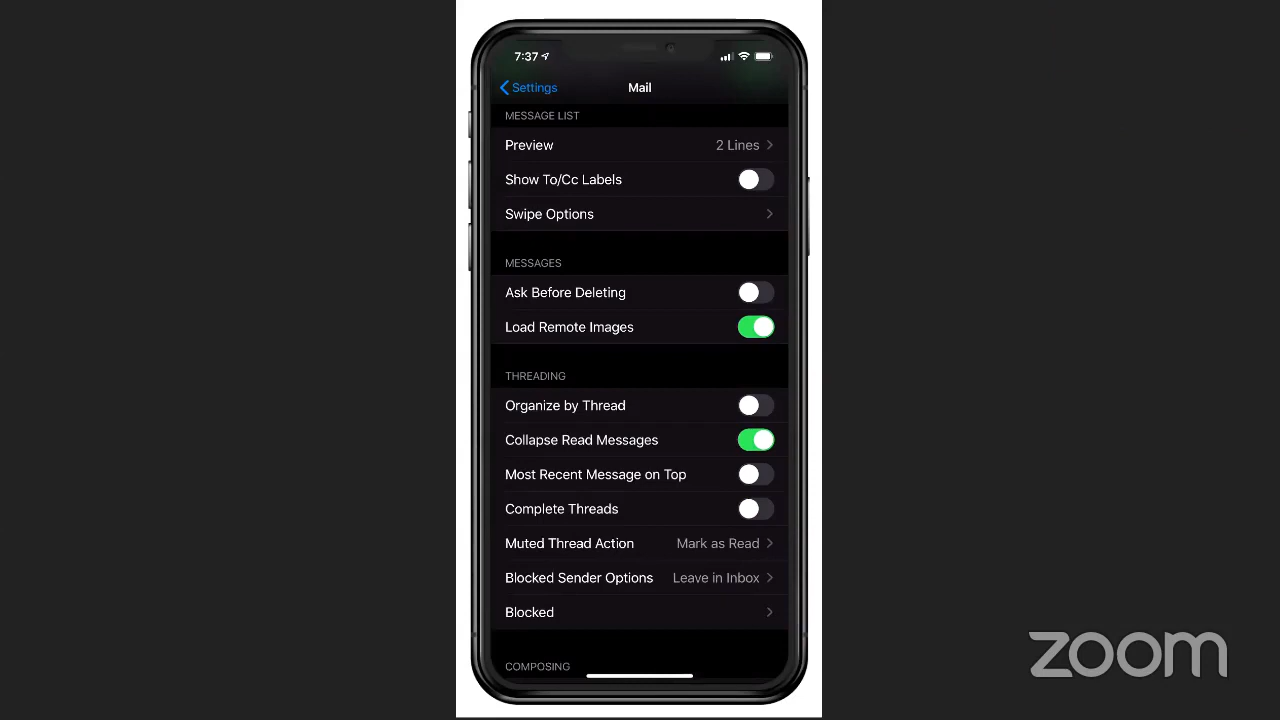 7:37
Settings
Mail
MESSAGE LIST
Preview 2 Lines
Show To/Cc Labels
Swipe Options
MESSAGES
Ask Before Deleting
Load Remote Images
THREADING
Organize by Thread
Collapse Read Messages
Most Recent Message on Top
Complete Threads
Muted Thread Action Mark as Read
Blocked Sender Options Leave in Inbox
Blocked
COMPOSING
zoom